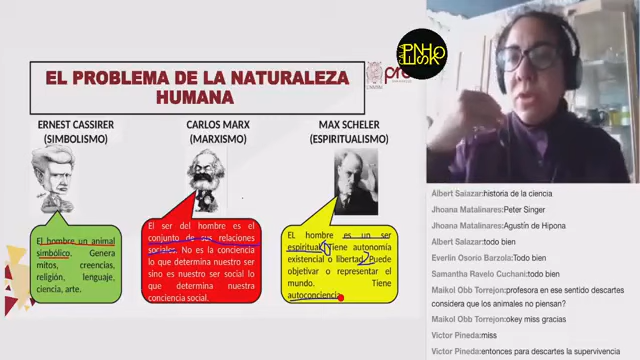 EL PROBLEMA DE LA NATURALEZA
HUMANA
ERNEST CASSIRER
(SIMBOLISMO)
El hombre un animal
simbólico. Genera
mitos, creencias,
religión, lenguaje,
ciencia, arte.
CARLOS MARX
(MARXISMO)
El ser del hombre es el
conjunto de sus relaciones
sociales. No es la conciencia
lo que determina nuestro ser
sino es nuestro ser social lo
que determina nuestra
conciencia social.
MAX SCHELER
(ESPIRITUALISMO)
EL hombre es un ser
espiritual. Tiene autonomía
existencial o libertad. Puede
objetivar o representar el
mundo. Tiene
autoconciencia
Albert Salazar:historia de la ciencia
Jhoana Matalinares:Peter Singer
Jhoana Matalinares:Agustín de Hipona
Albert Salazar:todo bien
Everlin Osorio Barzola:Todo bien
Samantha Ravelo Cuchani:todo bien
Maikol Obb Torrejon:profesora en ese sentido descartes
considera que los animales no piensan?
Maikol Obb Torrejon:okey miss gracias
Victor Pineda:miss
Victor Pineda:entonces para descartes la supervivencia